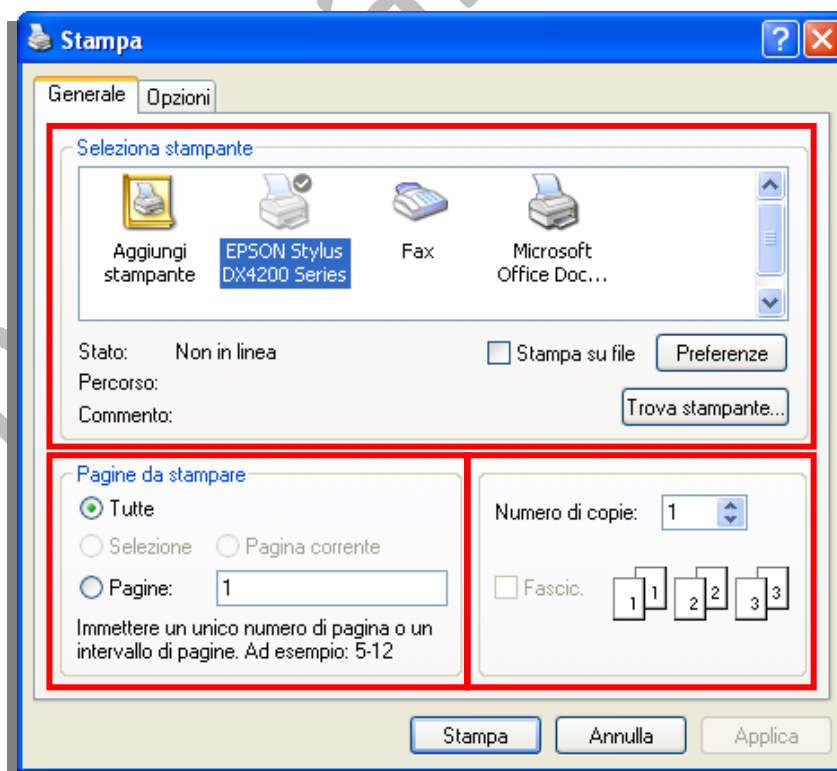 Stampa
Generale Opzioni
Seleziona stampante
Aggiungi stampante
EPSON Stylus DX4200 Series
Fax
Microsoft Office Doc...
Stato: Non in linea
Stampa su file Preferenze
Percorso:
Commento:
Trova stampante...
Pagine da stampare
Tutte
Selezione Pagina corrente
Pagine: 1
Immettere un unico numero di pagina o un
intervallo di pagine. Ad esempio: 5-12
Numero di copie: 1
Fascic.
1 1 2 2 3 3
Stampa Annulla Applica